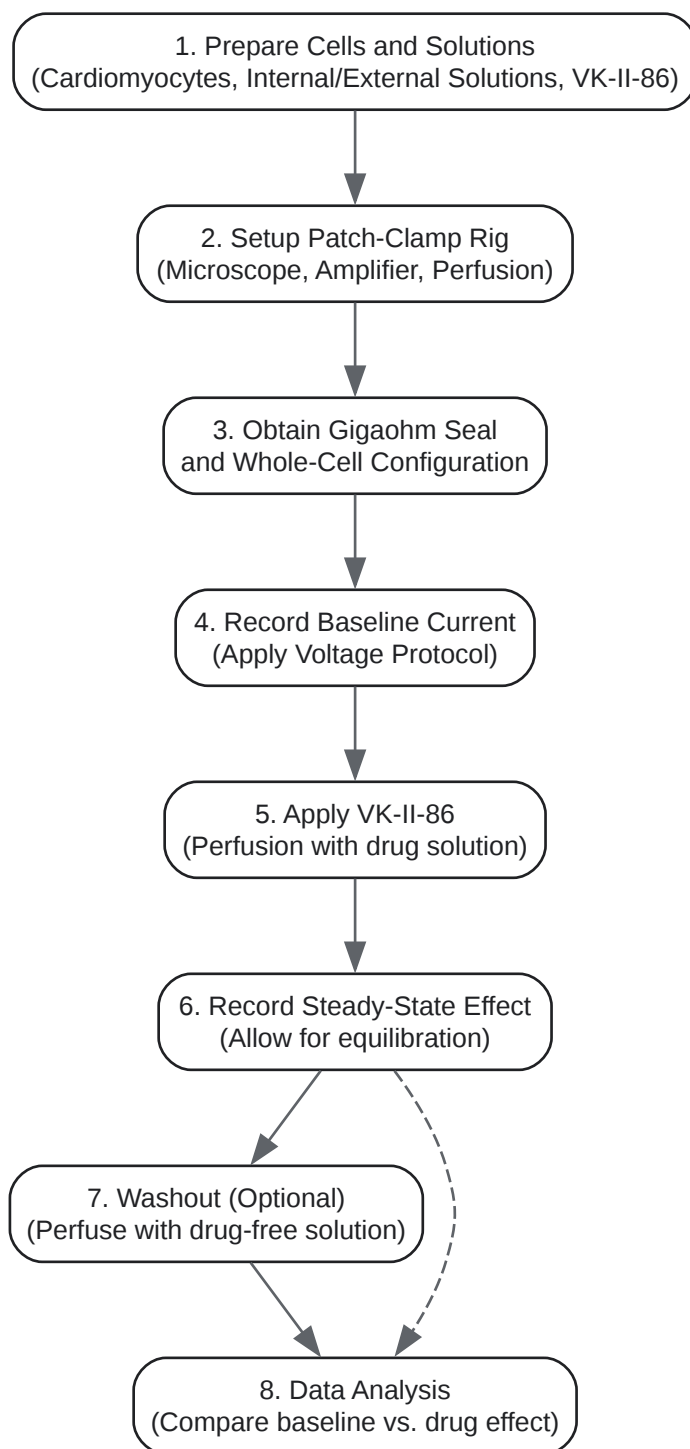 1. Prepare Cells and Solutions
(Cardiomyocytes, Internal/External Solutions, VK-II-86)
2. Setup Patch-Clamp Rig
(Microscope, Amplifier, Perfusion)
3. Obtain Gigaohm Seal
and Whole-Cell Configuration
4. Record Baseline Current
(Apply Voltage Protocol)
5. Apply VK-II-86
(Perfusion with drug solution)
6. Record Steady-State Effect
(Allow for equilibration)
7. Washout (Optional)
(Perfuse with drug-free solution)
8. Data Analysis
(Compare baseline vs. drug effect)